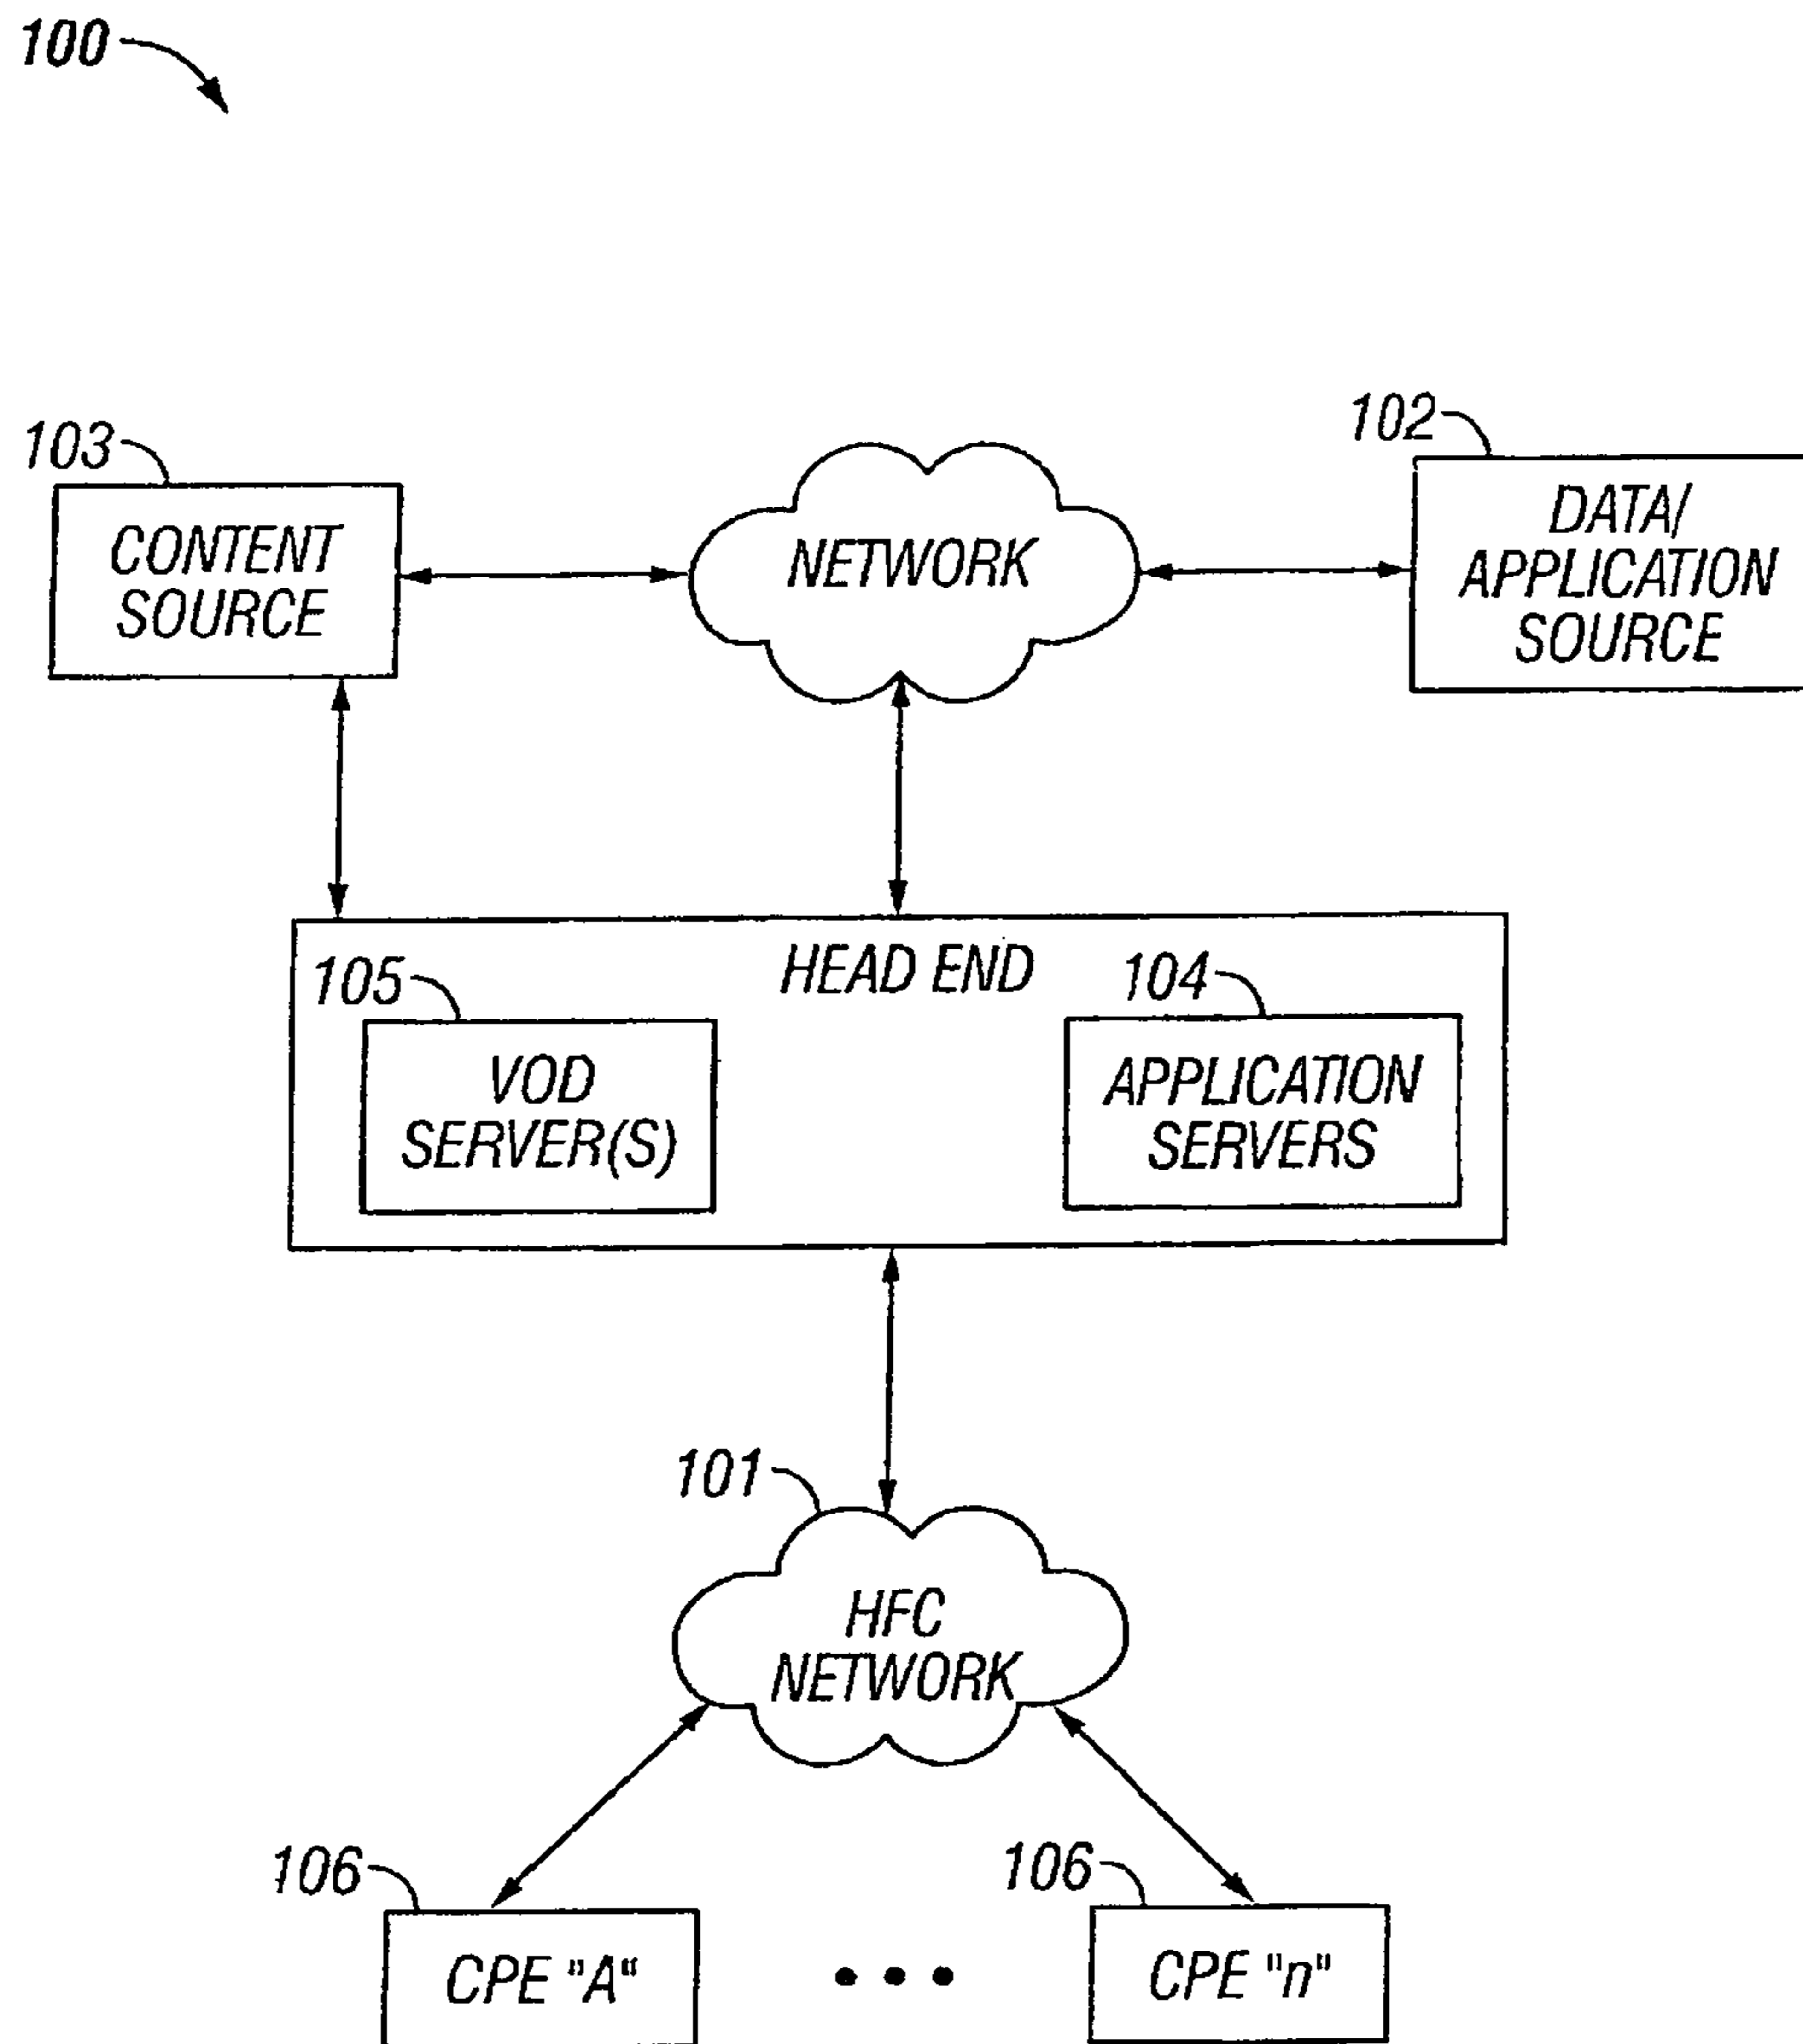 100
103
102
CONTENT
SOURCE
NETWORK
DATA/
APPLICATION
SOURCE
HEAD END
105
104
VOD
SERVER(S)
APPLICATION
SERVERS
101
HFC
NETWORK
106
106
CPE "A"
CPE "n"